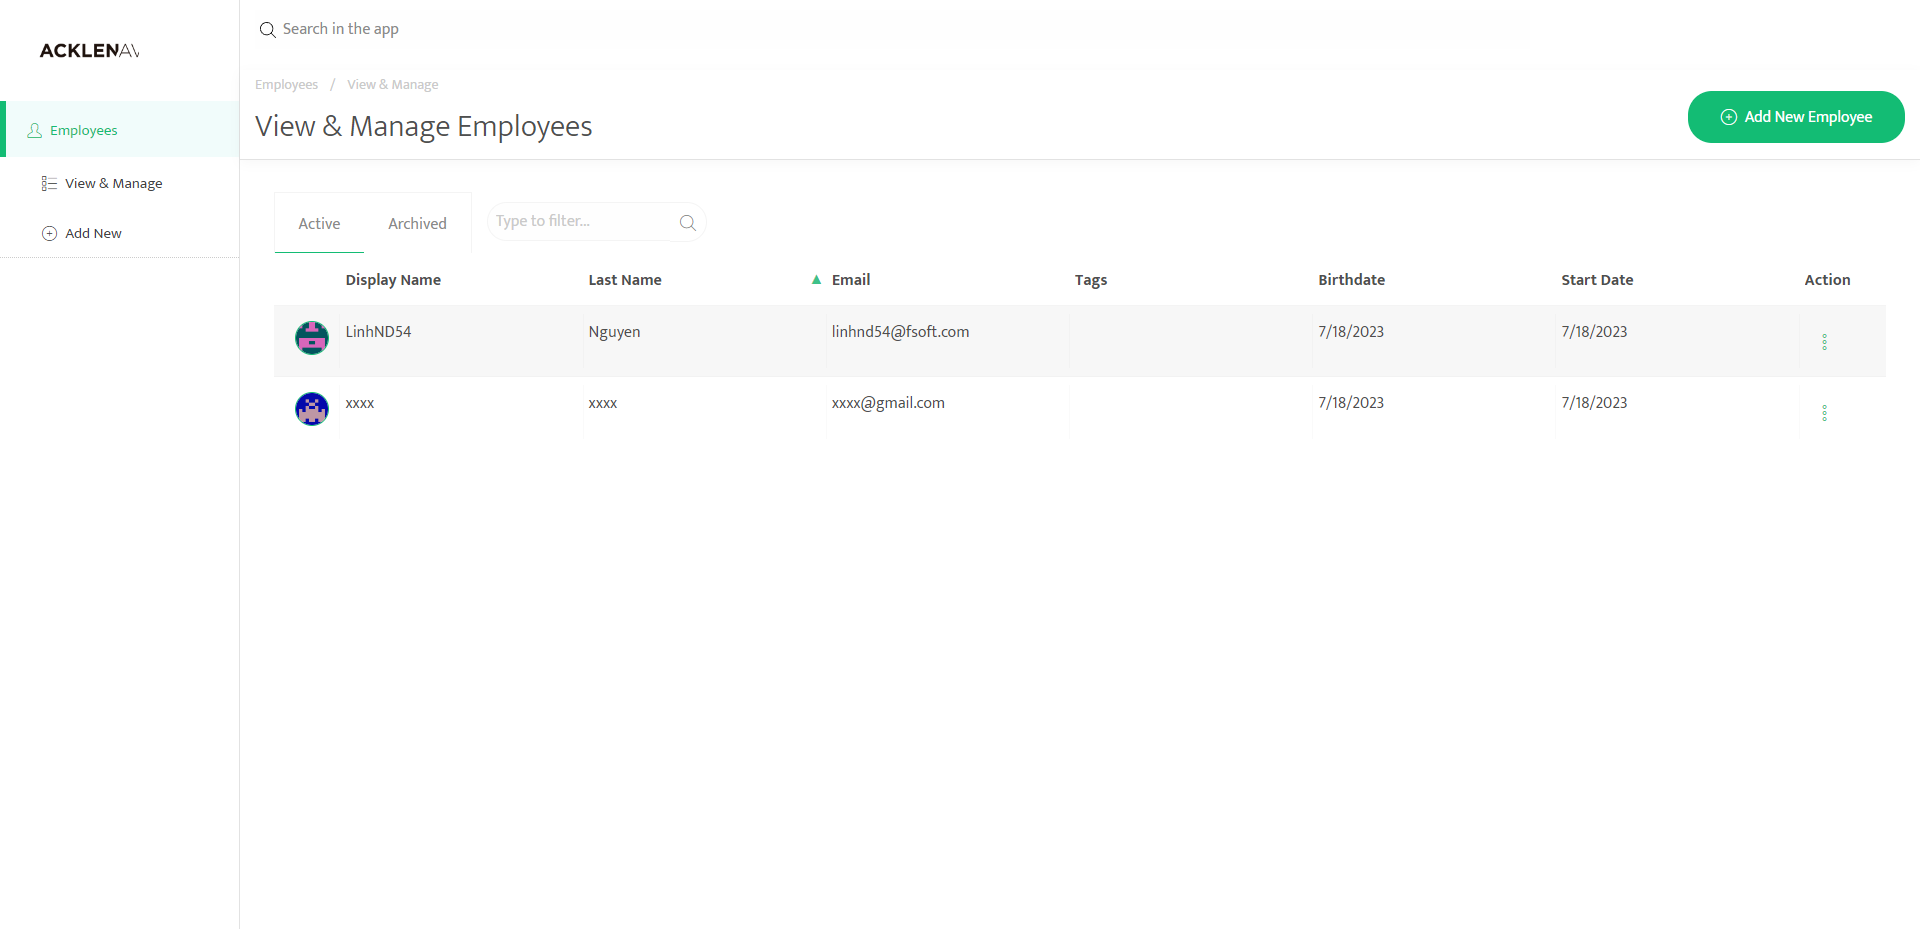 ACKLENAV
Search in the app
Employees / View & Manage
View & Manage Employees
Add New Employee
Employees
View & Manage
Add New
Active Archived Type to filter...
Display Name Last Name ▲ Email Tags Birthdate Start Date Action
LinhND54 Nguyen linhnd54@fsoft.com 7/18/2023 7/18/2023
xxxx xxxx xxxx@gmail.com 7/18/2023 7/18/2023